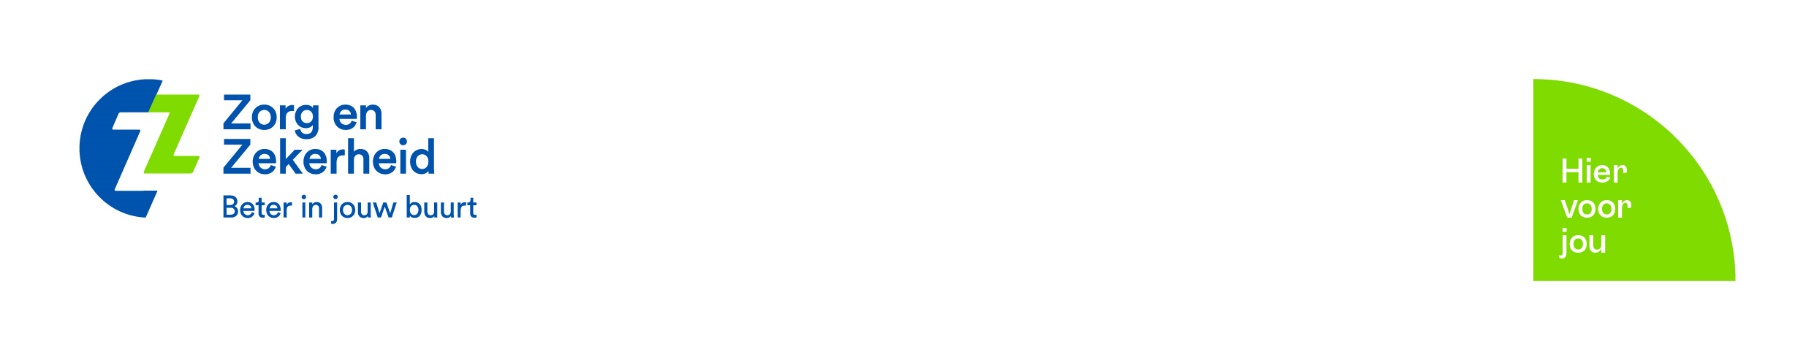 Zorg en
Zekerheid
Beter in jouw buurt
Hier
voor
jou